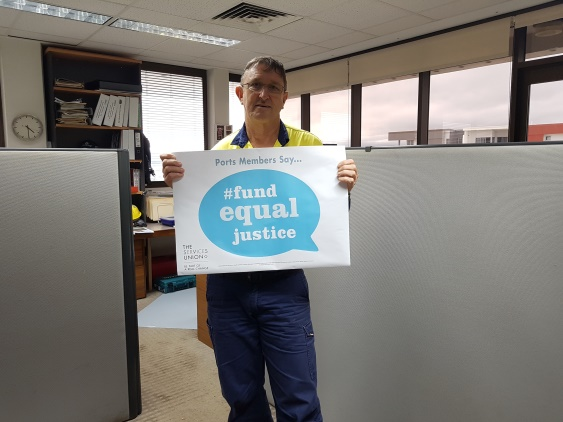 Ports Members Say...
#fund
equal
justice
THE
SERVICES
UNION